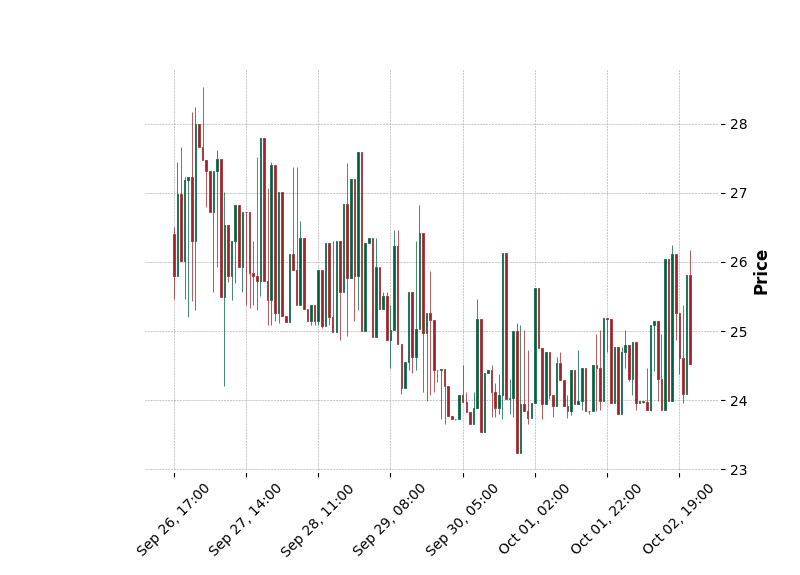 28
27
26
25
24
23
Price
Sep 26, 17:00
Sep 27, 14:00
Sep 28, 11:00
Sep 29, 08:00
Sep 30, 05:00
Oct 01, 02:00
Oct 01, 22:00
Oct 02, 19:00